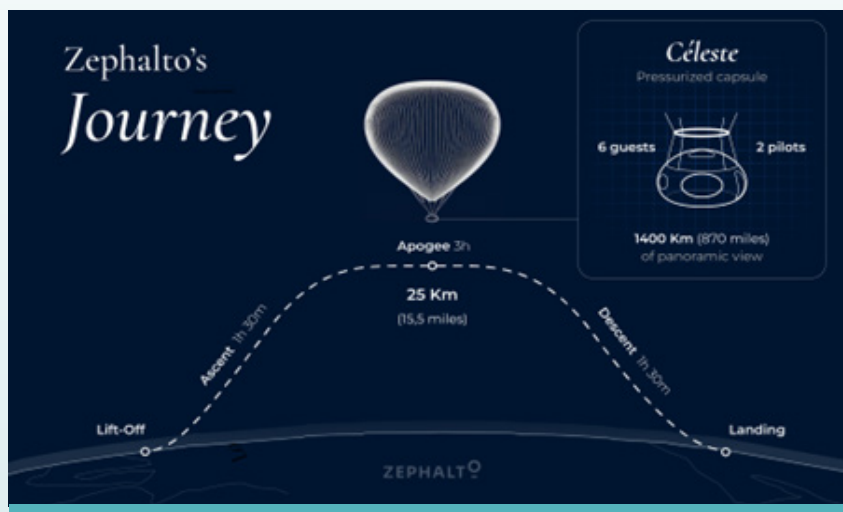 Zephalto’s
Journey
Céleste
Pressurized capsule
6 guests
2 pilots
1400 Km (870 miles)
of panoramic view
Apogee 3h
25 Km
(15,5 miles)
Ascent 1h 30m
Descent 1h 30m
Lift-Off
Landing
ZEPHALTO